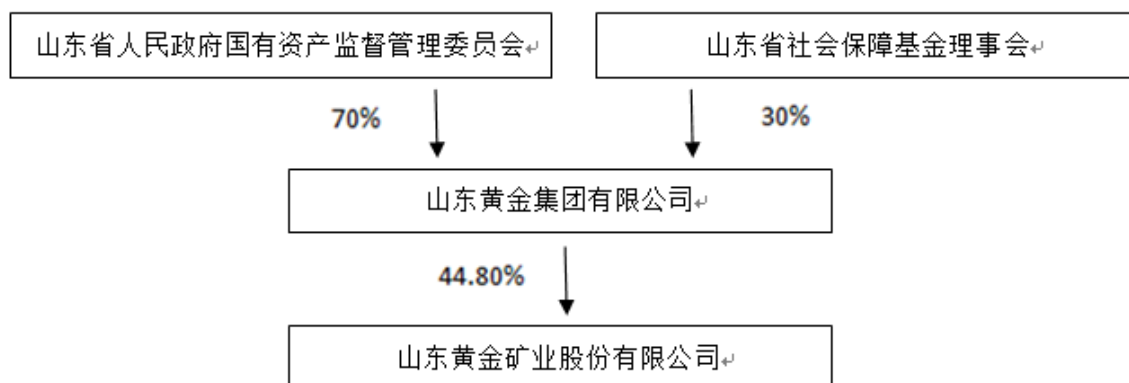 山东省人民政府国有资产监督管理委员会↵
山东省社会保障基金理事会↵
70%
30%
山东黄金集团有限公司↵
44.80%
山东黄金矿业股份有限公司↵